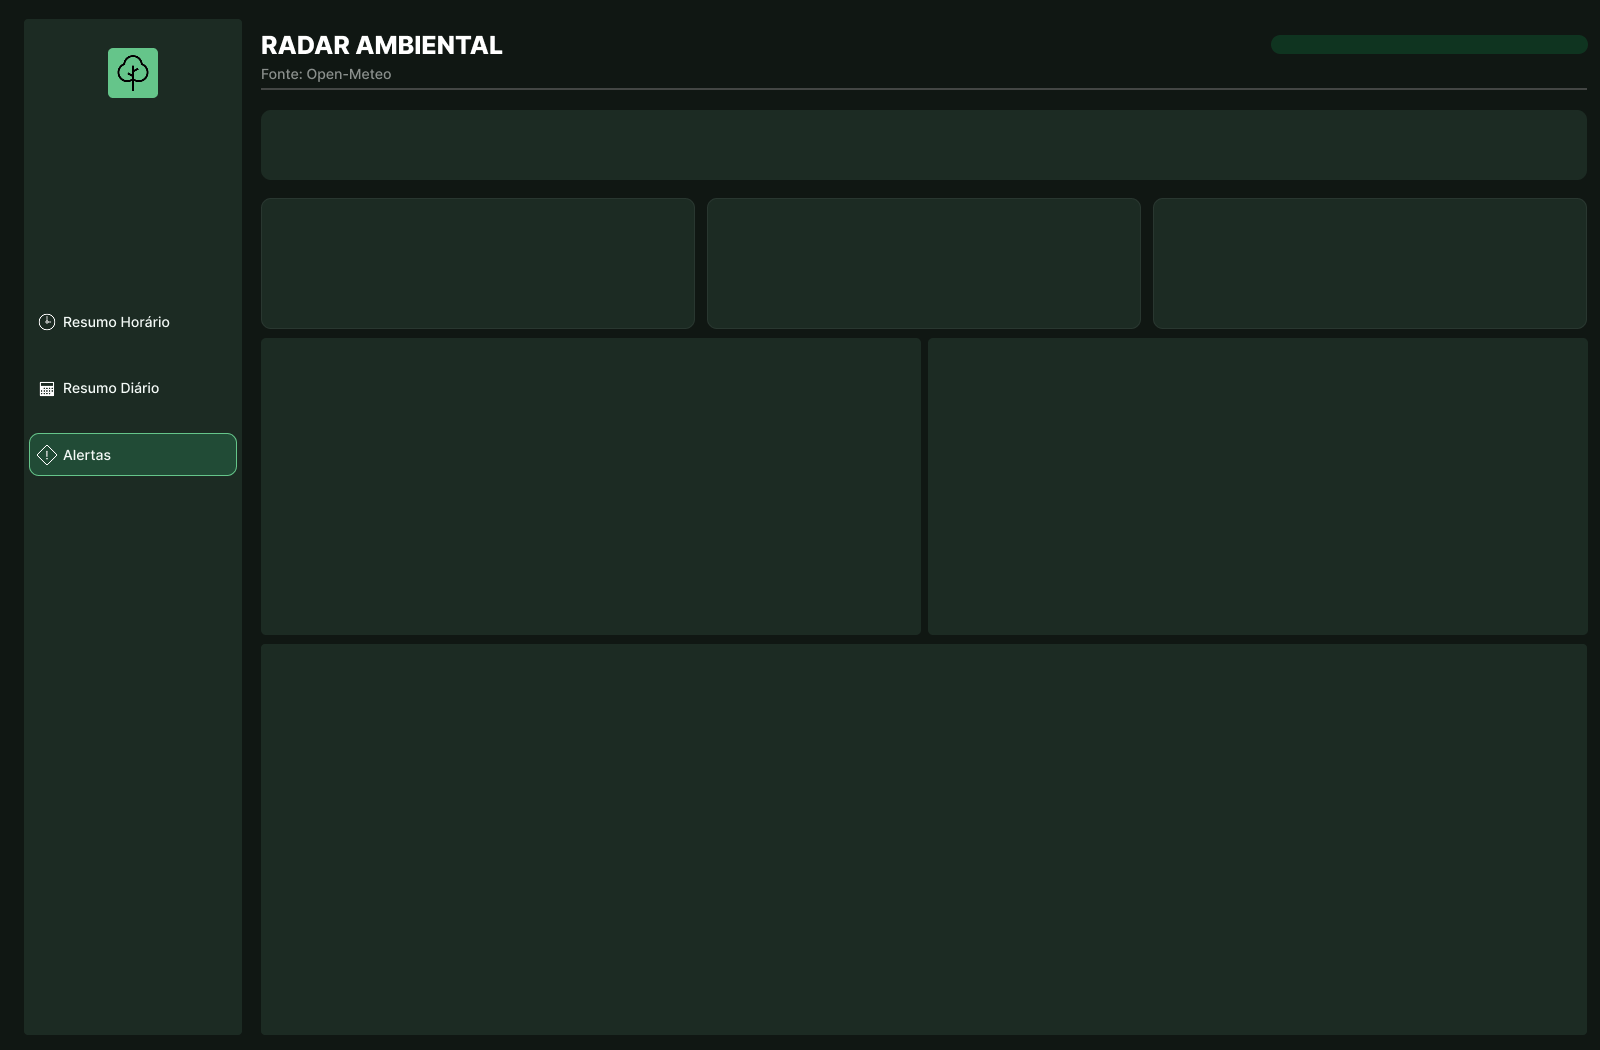 RADAR AMBIENTAL
Fonte: Open-Meteo
Resumo Horário
Resumo Diário
Alertas